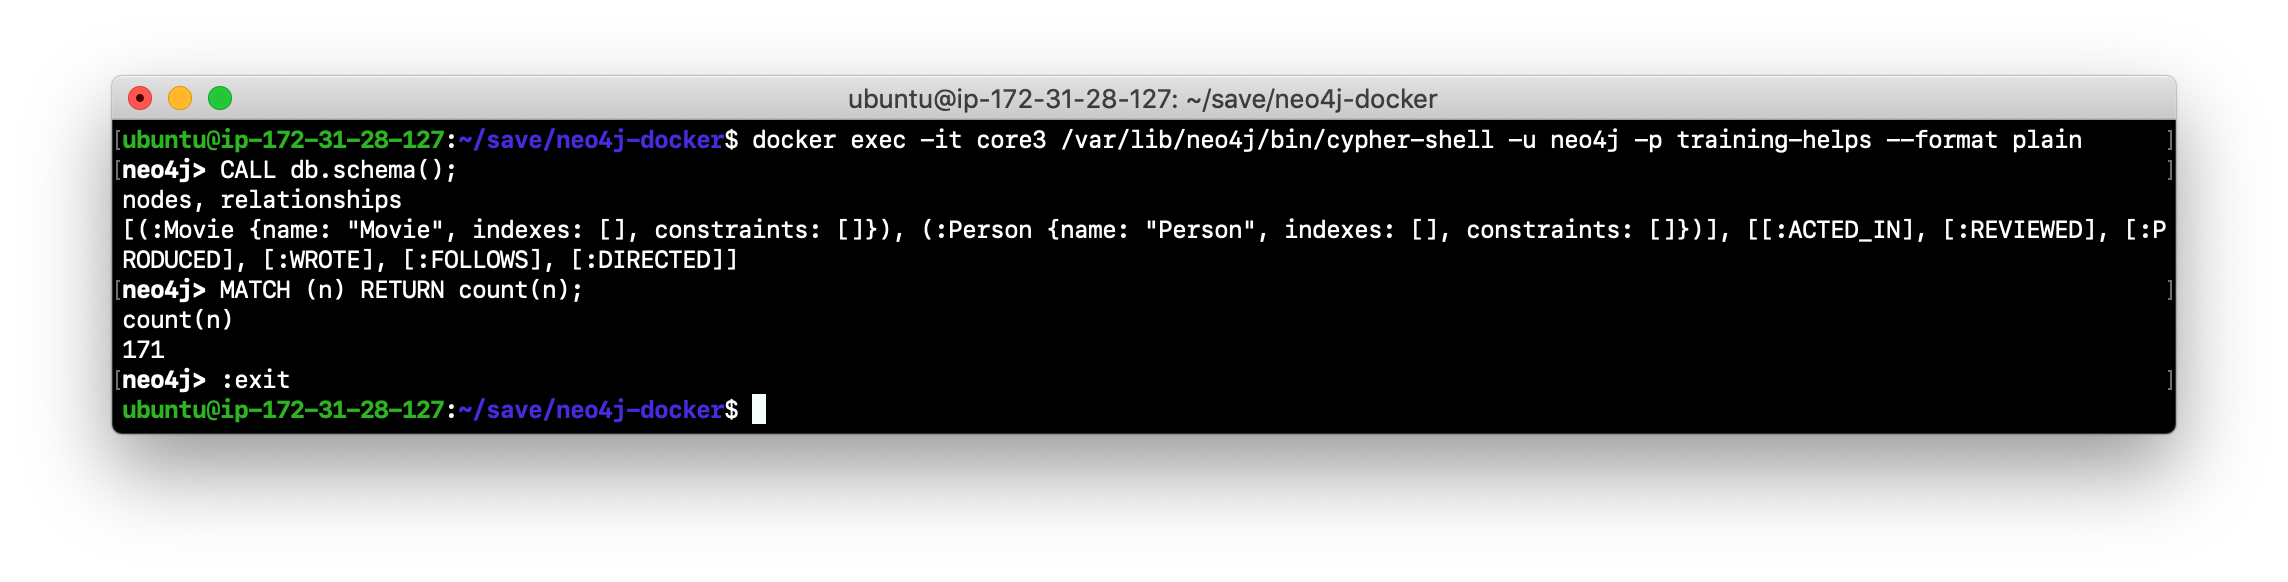 ubuntu@ip-172-31-28-127: ~/save/neo4j-docker
[ubuntu@ip-172-31-28-127:~/save/neo4j-docker$ docker exec -it core3 /var/lib/neo4j/bin/cypher-shell -u neo4j -p training-helps --format plain ]
[neo4j> CALL db.schema(); ]
nodes, relationships
[(:Movie {name: "Movie", indexes: [], constraints: []}), (:Person {name: "Person", indexes: [], constraints: []})], [[:ACTED_IN], [:REVIEWED], [:P
RODUCED], [:WROTE], [:FOLLOWS], [:DIRECTED]]
[neo4j> MATCH (n) RETURN count(n); ]
count(n)
171
[neo4j> :exit ]
ubuntu@ip-172-31-28-127:~/save/neo4j-docker$